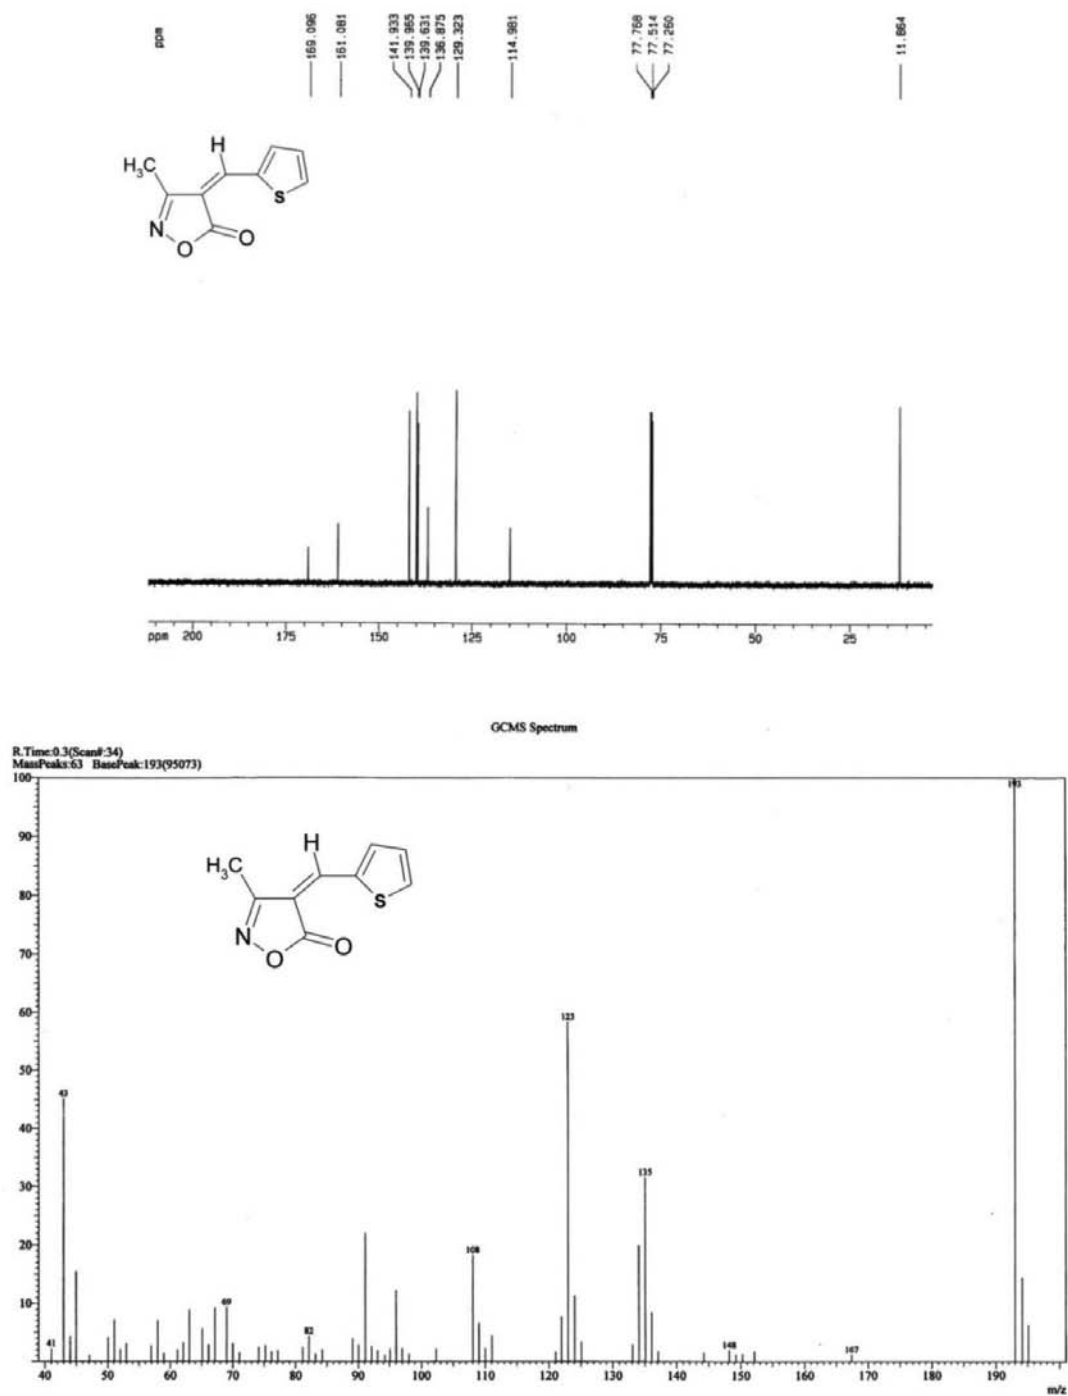 ppm
169.096
161.081
141.933
139.965
139.631
136.875
129.323
114.981
77.768
77.514
77.260
11.864
H
H3C
S
N
O
O
ppm 200 175 150 125 100 75 50 25
GCMS Spectrum
R.Time:0.3(Scan#:34)
MassPeaks:63 BasePeak:193(95073)
100
193
90
H
H3C
80
S
70
N
O
O
60
123
50
43
40
135
30
20
108
10
69
82
41
148
167
40 50 60 70 80 90 100 110 120 130 140 150 160 170 180 190
m/z